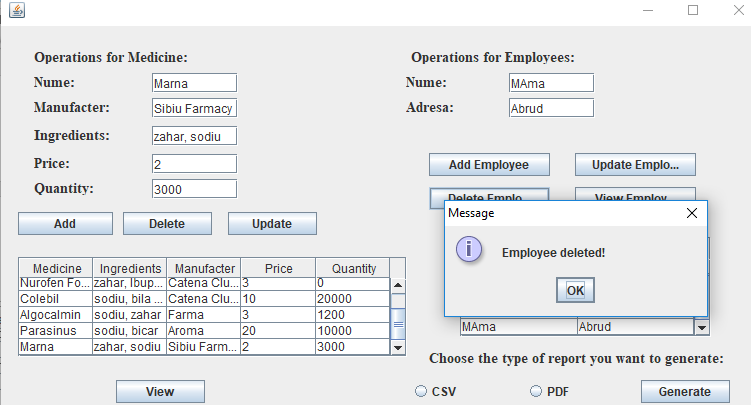 Operations for Medicine:
Operations for Employees:
Nume: Marna
Nume: MAma
Manufacter: Sibiu Farmacy
Adresa: Abrud
Ingredients: zahar, sodiu
Price: 2
Quantity: 3000
Add Employee Update Emplo...
Delete Emplo... View Employ...
Add Delete Update
Message
Employee deleted!
OK
Medicine Ingredients Manufacter Price Quantity
Nurofen Fo... zahar, Ibup... Catena Clu... 3 0
Colebil sodiu, bila ... Catena Clu... 10 20000
Algocalmin sodiu, zahar Farma 3 1200
Parasinus sodiu, bicar Aroma 20 10000
Marna zahar, sodiu Sibiu Farm... 2 3000
MAma Abrud
Choose the type of report you want to generate:
View
CSV PDF Generate